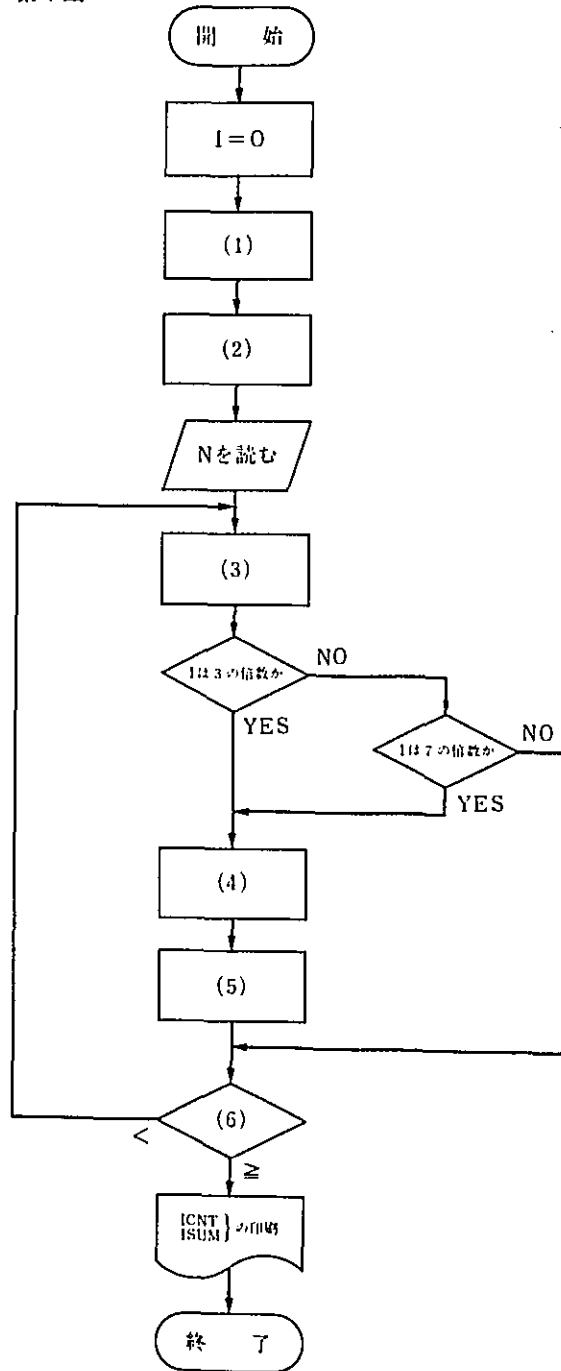 開 始
I=0
(1)
(2)
Nを読む
(3)
Iは3の倍数か
NO
YES
Iは7の倍数か
NO
YES
(4)
(5)
(6)
<
≧
ICNT
ISUM } の印刷
終 了